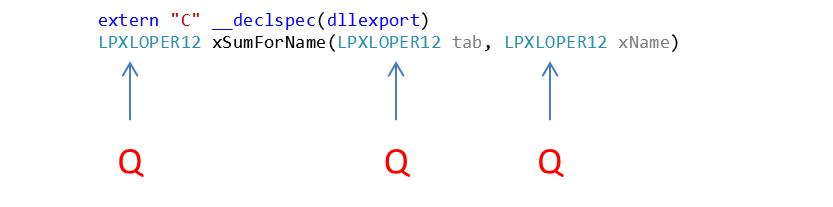 extern "C" __declspec(dllexport)
LPXLOPER12 xSumForName(LPXLOPER12 tab, LPXLOPER12 xName)
Q Q Q